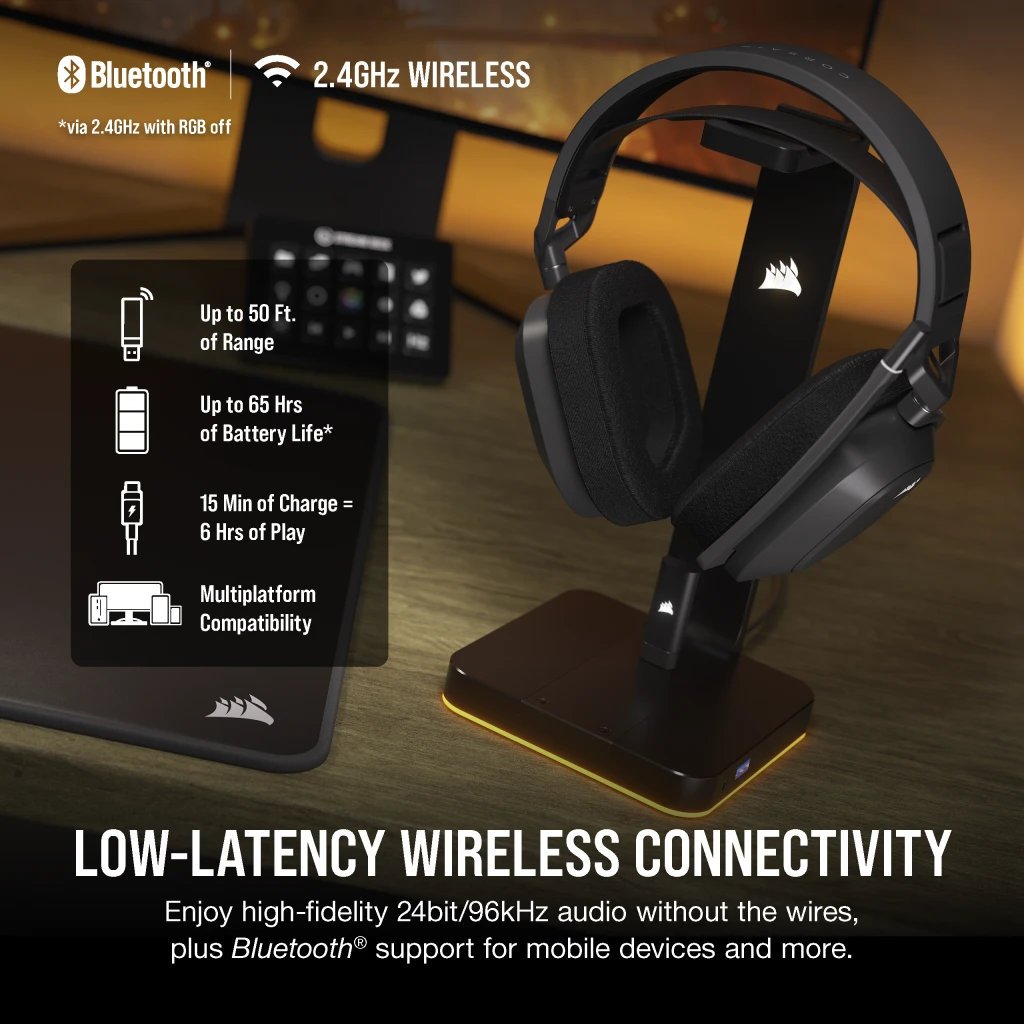 Bluetooth®
2.4GHz WIRELESS
*via 2.4GHz with RGB off
CORSAIR
Up to 50 Ft.
of Range
Up to 65 Hrs
of Battery Life*
15 Min of Charge =
6 Hrs of Play
Multiplatform
Compatibility
LOW-LATENCY WIRELESS CONNECTIVITY
Enjoy high-fidelity 24bit/96kHz audio without the wires,
plus Bluetooth® support for mobile devices and more.